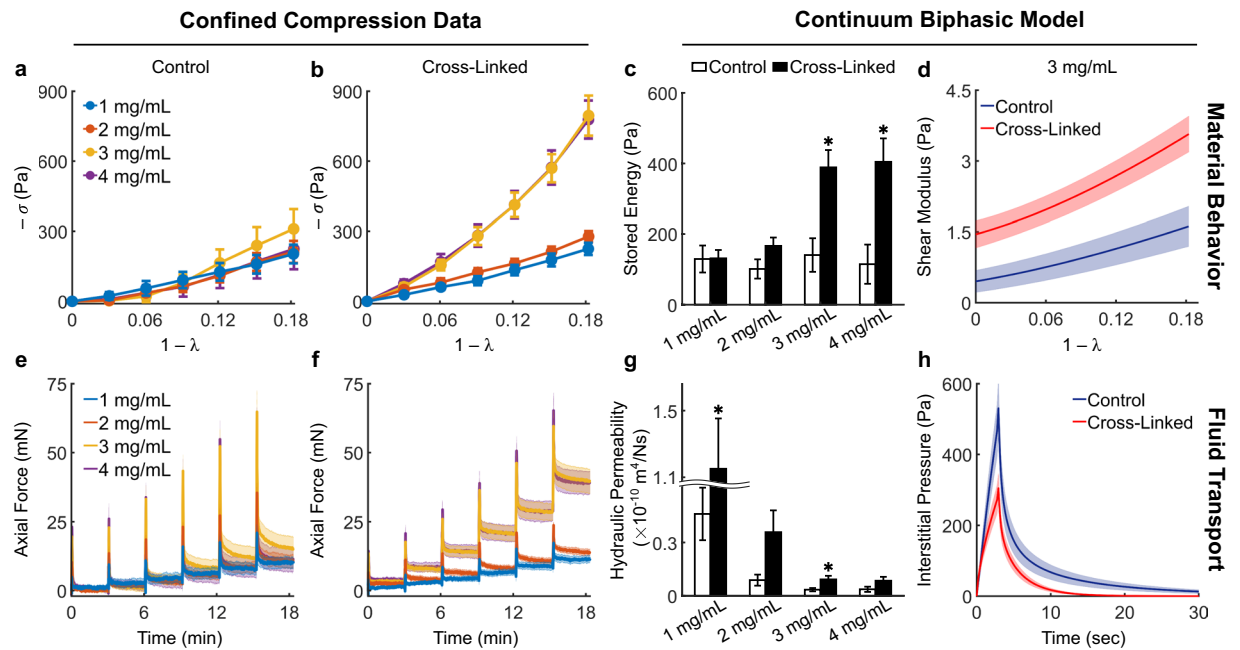 Confined Compression Data
Continuum Biphasic Model
a
Control
900
600
300
0
− σ (Pa)
1 mg/mL
2 mg/mL
3 mg/mL
4 mg/mL
0 0.06 0.12 0.18
1 − λ
b
Cross-Linked
900
600
300
0
− σ (Pa)
0 0.06 0.12 0.18
1 − λ
c
Control Cross-Linked
600
400
200
0
Stored Energy (Pa)
* *
1 mg/mL 2 mg/mL 3 mg/mL 4 mg/mL
d
3 mg/mL
4.5
3
1.5
0
Shear Modulus (Pa)
Control
Cross-Linked
0 0.06 0.12 0.18
1 − λ
Material Behavior
e
75
50
25
0
Axial Force (mN)
1 mg/mL
2 mg/mL
3 mg/mL
4 mg/mL
0 6 12 18
Time (min)
f
75
50
25
0
Axial Force (mN)
0 6 12 18
Time (min)
g
1.5
1.1
0.3
0
Hydraulic Permeability
(×10⁻¹⁰ m⁴/Ns)
* *
1 mg/mL 2 mg/mL 3 mg/mL 4 mg/mL
h
600
400
200
0
Interstitial Pressure (Pa)
Control
Cross-Linked
0 10 20 30
Time (sec)
Fluid Transport